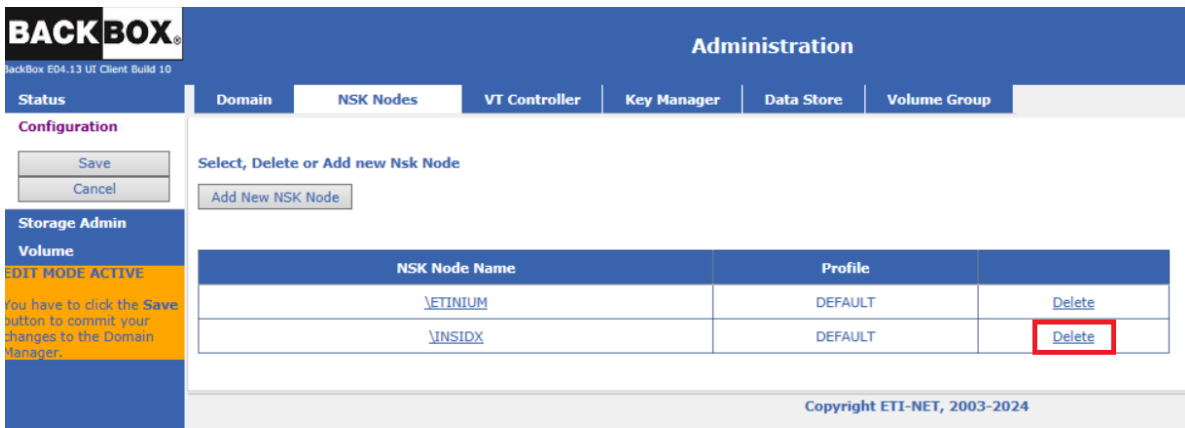 BACKBOX®
BackBox E04.13 UI Client Build 10
Administration
Status
Domain NSK Nodes VT Controller Key Manager Data Store Volume Group
Configuration
Save
Cancel
Select, Delete or Add new Nsk Node
Add New NSK Node
Storage Admin
Volume
EDIT MODE ACTIVE
You have to click the Save
button to commit your
changes to the Domain
Manager.
NSK Node Name Profile
\ETINIUM DEFAULT Delete
\INSIDX DEFAULT Delete
Copyright ETI-NET, 2003-2024